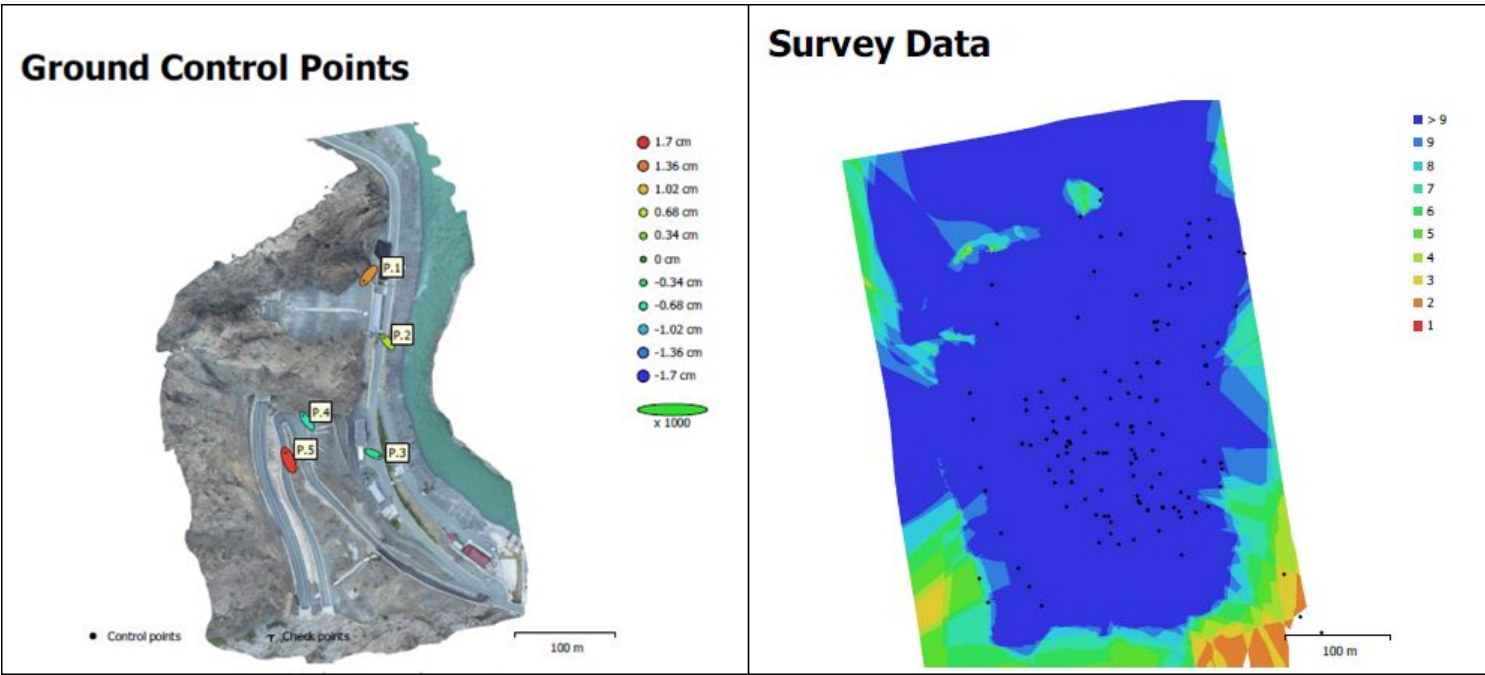 Ground Control Points
1.7 cm
1.36 cm
1.02 cm
0.68 cm
0.34 cm
0 cm
-0.34 cm
-0.68 cm
-1.02 cm
-1.36 cm
-1.7 cm
x 1000
P.1
P.2
P.4
P.5
P.3
Control points
Check points
100 m
Survey Data
> 9
9
8
7
6
5
4
3
2
1
100 m